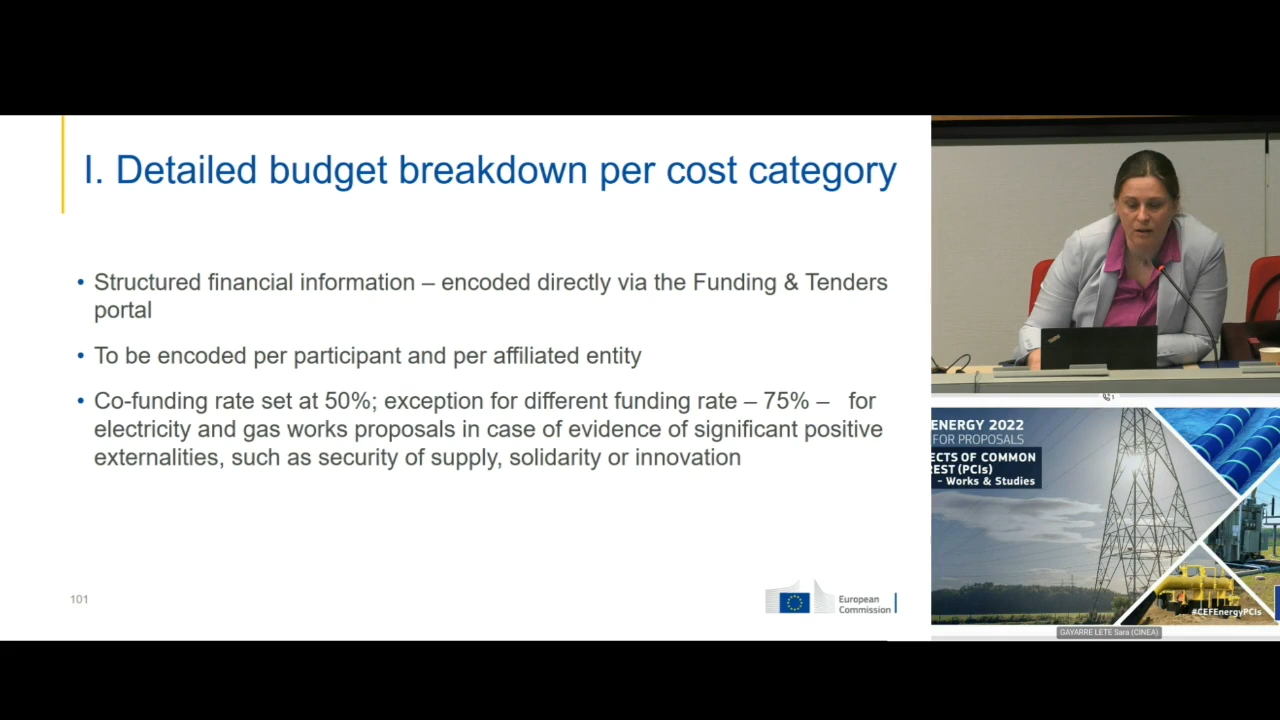 I. Detailed budget breakdown per cost category
• Structured financial information – encoded directly via the Funding & Tenders
portal
• To be encoded per participant and per affiliated entity
• Co-funding rate set at 50%; exception for different funding rate – 75% – for
electricity and gas works proposals in case of evidence of significant positive
externalities, such as security of supply, solidarity or innovation
101
European
Commission
ENERGY 2022
FOR PROPOSALS
ECTS OF COMMON
REST (PCIs)
- Works & Studies
#CEFEnergyPCIs
GAYARRE LETE Sara (CINEA)